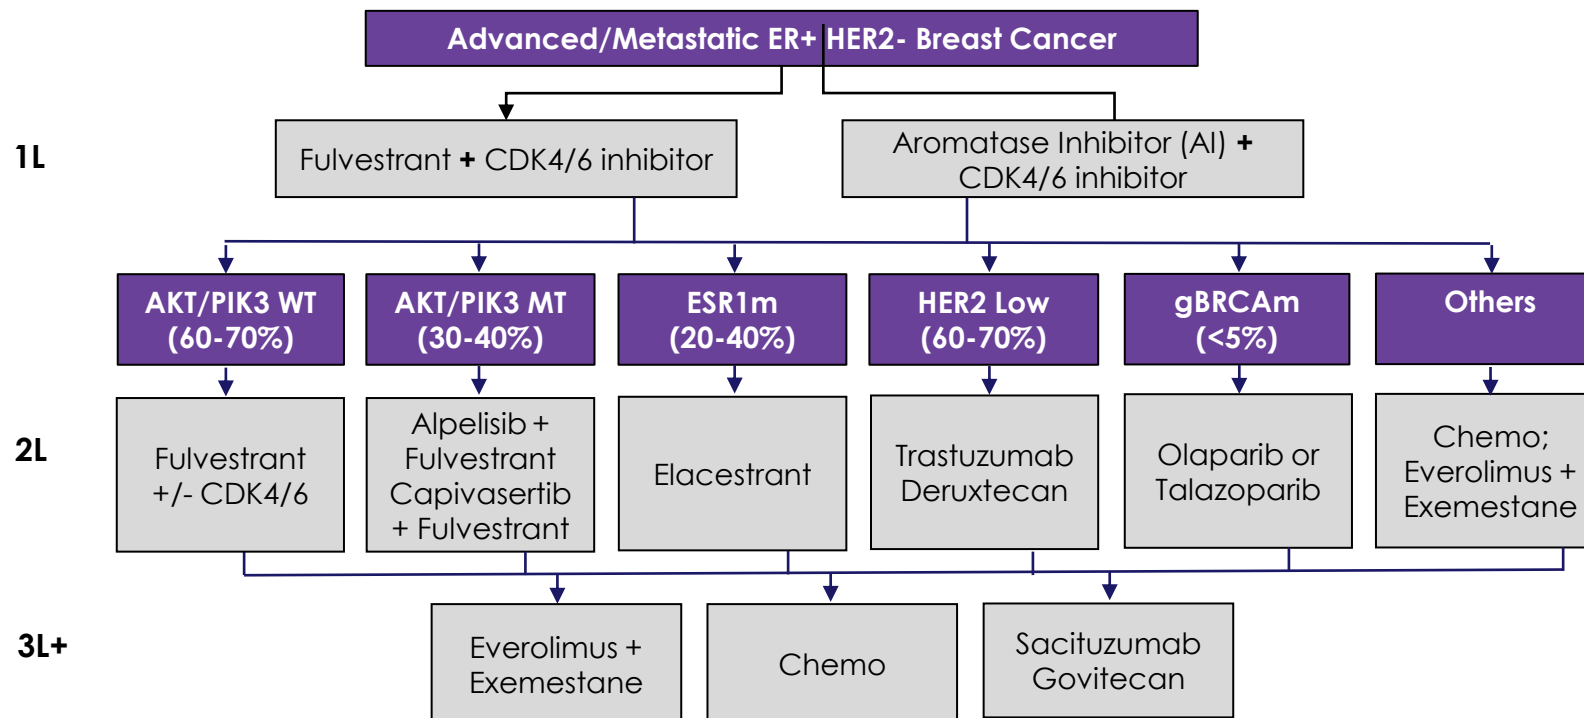 Advanced/Metastatic ER+ HER2- Breast Cancer
1L
Fulvestrant + CDK4/6 inhibitor
Aromatase Inhibitor (AI) +
CDK4/6 inhibitor
AKT/PIK3 WT
(60-70%)
AKT/PIK3 MT
(30-40%)
ESR1m
(20-40%)
HER2 Low
(60-70%)
gBRCAm
(<5%)
Others
2L
Fulvestrant
+/- CDK4/6
Alpelisib +
Fulvestrant
Capivasertib
+ Fulvestrant
Elacestrant
Trastuzumab
Deruxtecan
Olaparib or
Talazoparib
Chemo;
Everolimus +
Exemestane
3L+
Everolimus +
Exemestane
Chemo
Sacituzumab
Govitecan